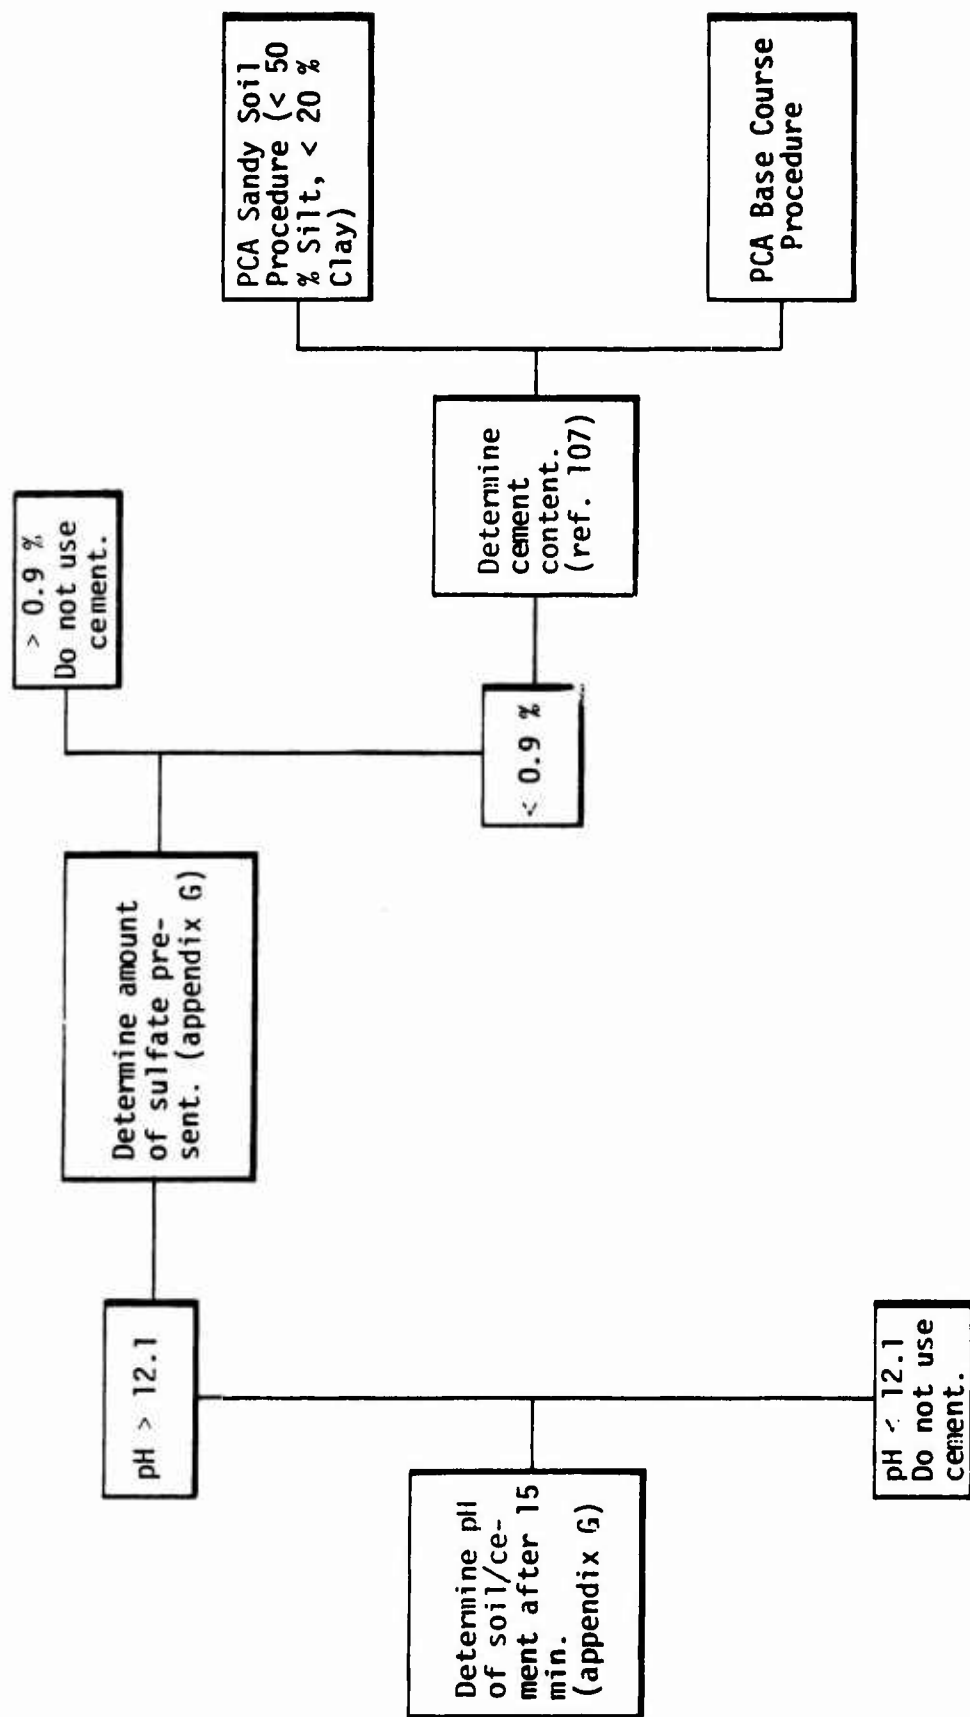 Determine pH
of soil/ce-
ment after 15
min.
(appendix G)
pH > 12.1
pH < 12.1
Do not use
cement.
Determine amount
of sulfate pre-
sent. (appendix G)
> 0.9 %
Do not use
cement.
< 0.9 %
Determine
cement
content.
(ref. 107)
PCA Sandy Soil
Procedure (< 50
% Silt, < 20 %
Clay)
PCA Base Course
Procedure